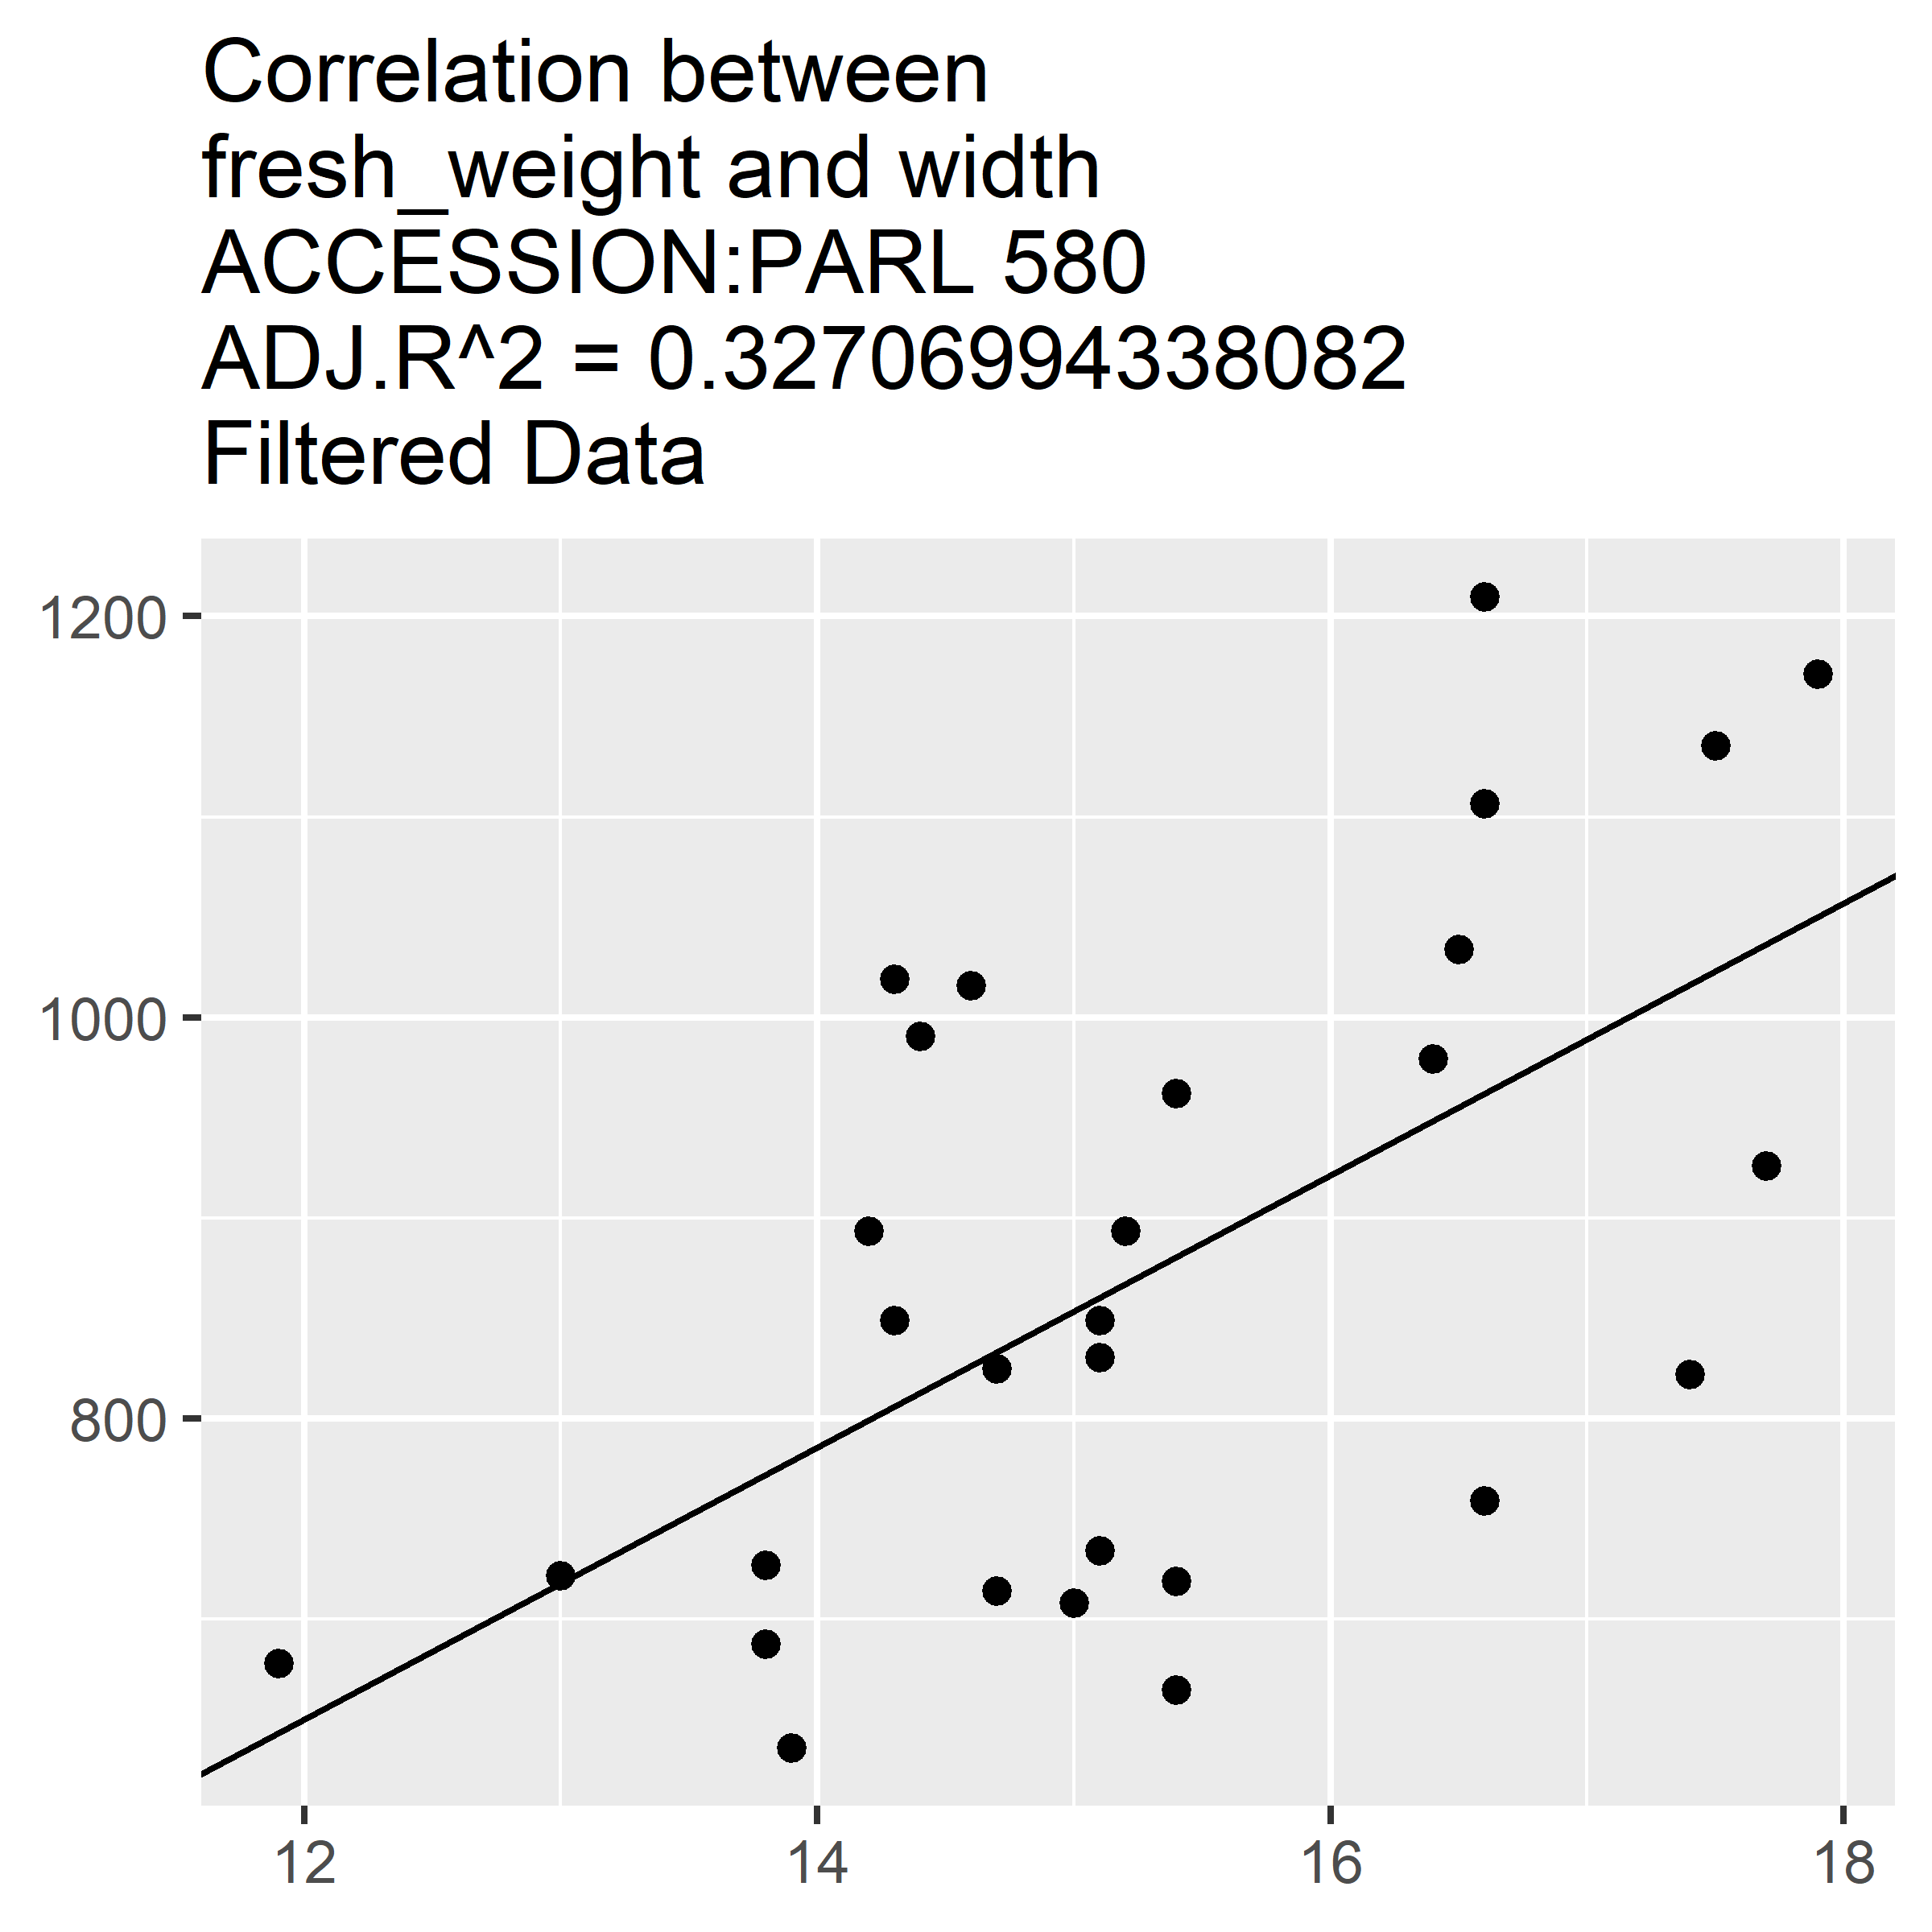 Correlation between
fresh_weight and width
ACCESSION:PARL 580
ADJ.R^2 = 0.32706994338082
Filtered Data
1200
1000
800
12 14 16 18